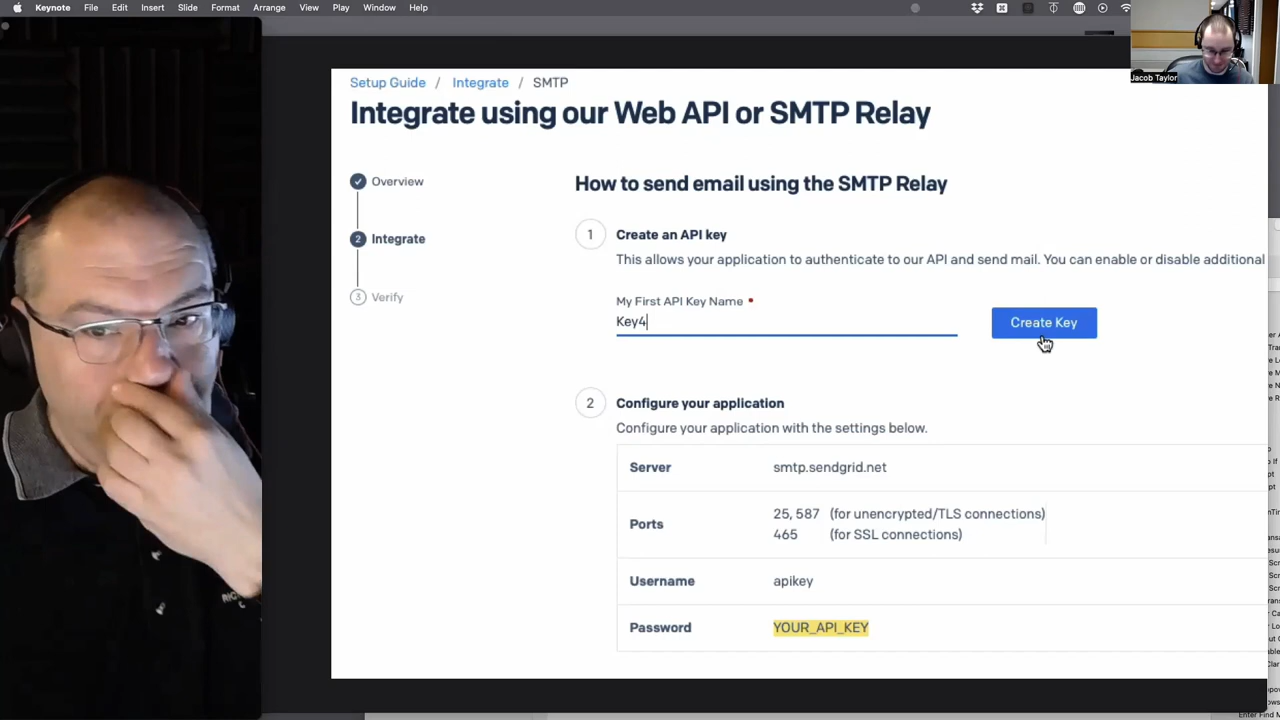 Keynote File Edit Insert Slide Format Arrange View Play Window Help
Jacob Taylor
Setup Guide / Integrate / SMTP
Integrate using our Web API or SMTP Relay
Overview
2 Integrate
3 Verify
How to send email using the SMTP Relay
1 Create an API key
This allows your application to authenticate to our API and send mail. You can enable or disable additional
My First API Key Name •
Key4
Create Key
2 Configure your application
Configure your application with the settings below.
Server smtp.sendgrid.net
Ports 25, 587 (for unencrypted/TLS connections)
465 (for SSL connections)
Username apikey
Password YOUR_API_KEY